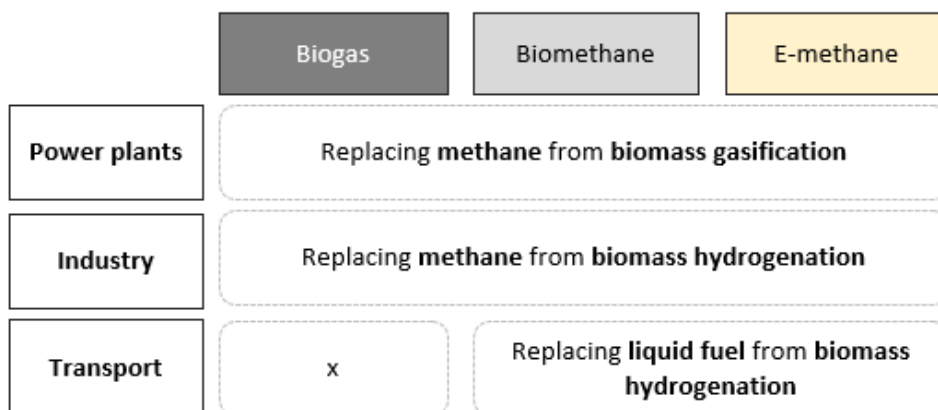 Biogas
Biomethane
E-methane
Power plants
Replacing methane from biomass gasification
Industry
Replacing methane from biomass hydrogenation
Transport
x
Replacing liquid fuel from biomass
hydrogenation